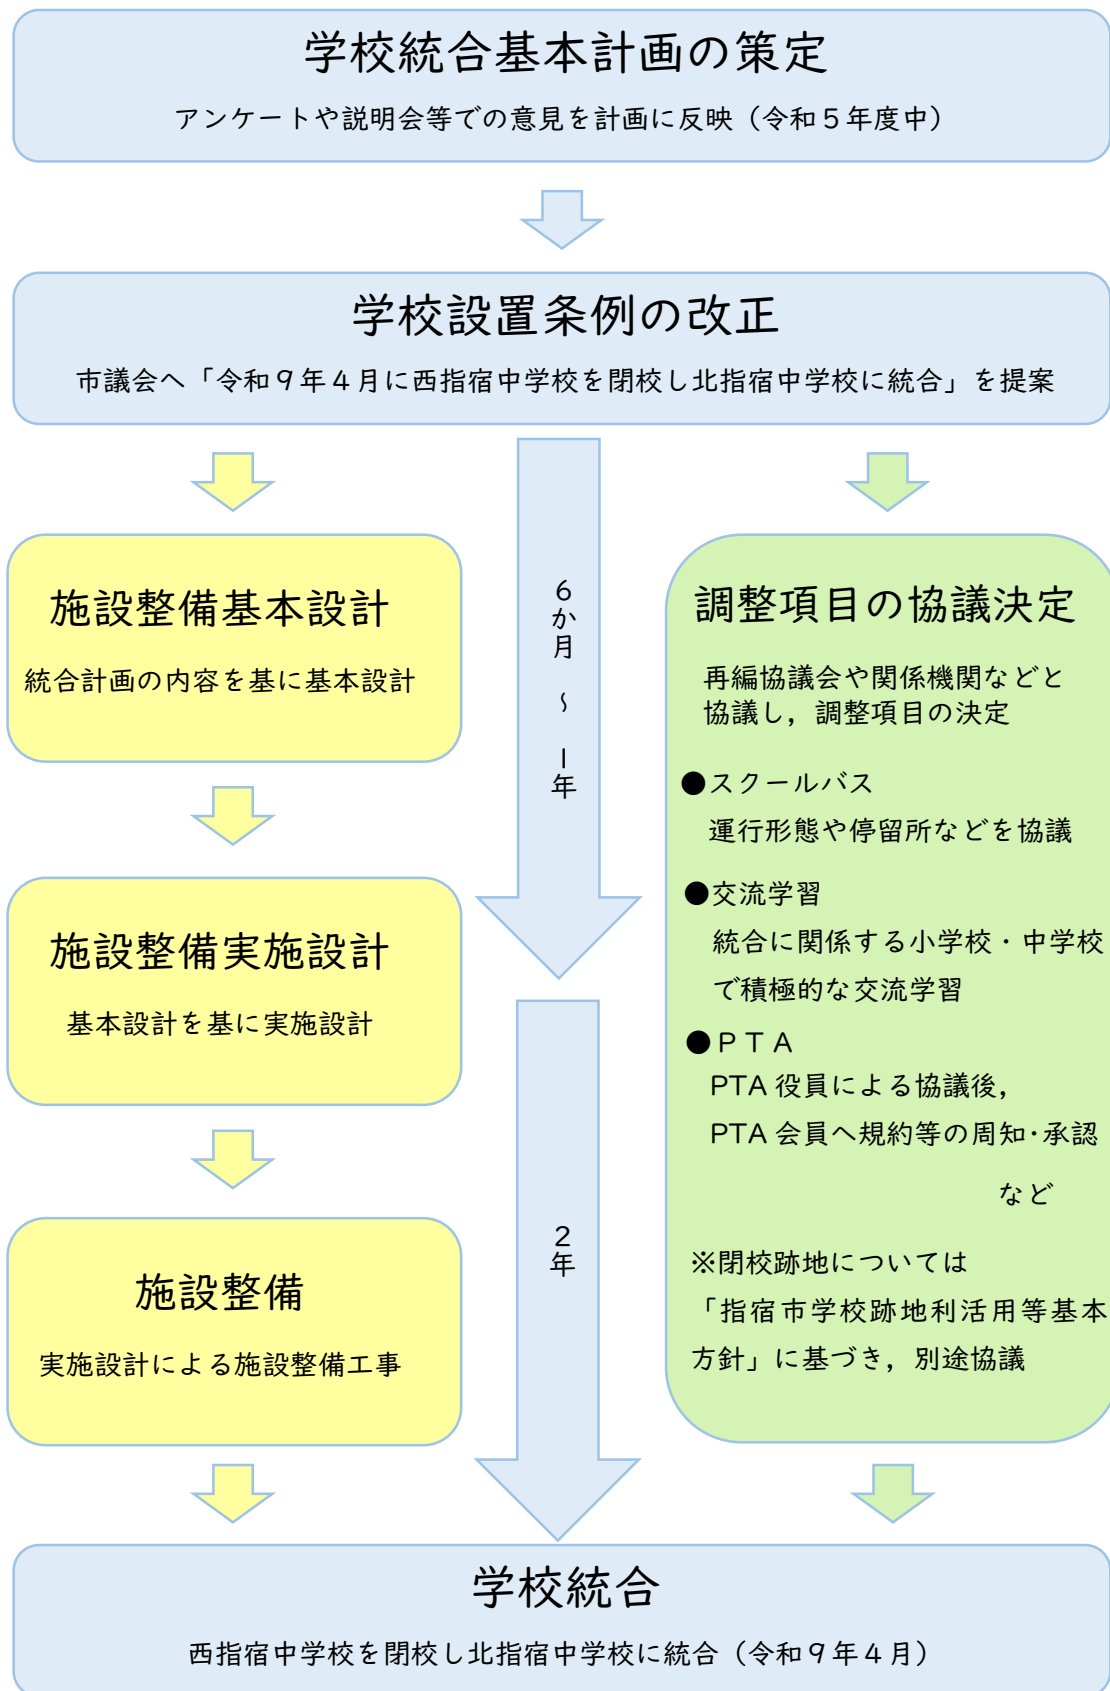 学校統合基本計画の策定
アンケートや説明会等での意見を計画に反映（令和５年度中）
学校設置条例の改正
市議会へ「令和９年４月に西指宿中学校を閉校し北指宿中学校に統合」を提案
施設整備基本設計
統合計画の内容を基に基本設計
施設整備実施設計
基本設計を基に実施設計
施設整備
実施設計による施設整備工事
６か月 ～ １年
２年
調整項目の協議決定
再編協議会や関係機関などと
協議し，調整項目の決定
●スクールバス
運行形態や停留所などを協議
●交流学習
統合に関係する小学校・中学校
で積極的な交流学習
●ＰＴＡ
PTA 役員による協議後，
PTA 会員へ規約等の周知・承認
など
※閉校跡地については
「指宿市学校跡地利活用等基本
方針」に基づき，別途協議
学校統合
西指宿中学校を閉校し北指宿中学校に統合（令和９年４月）